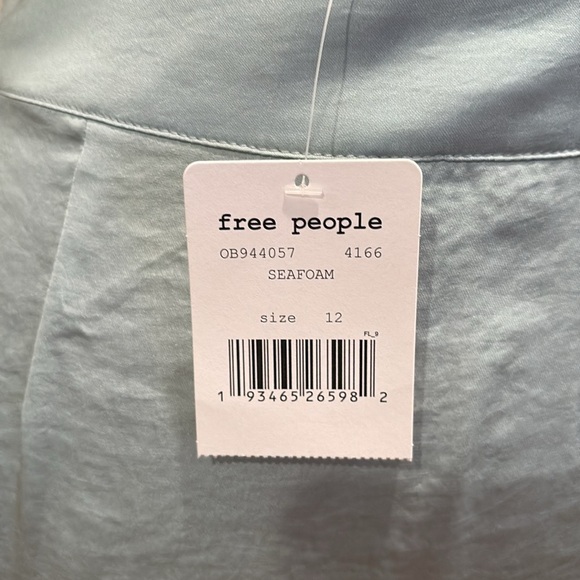 free people
OB944057 4166
SEAFOAM
size 12
FL_9
1 93465 26598 2